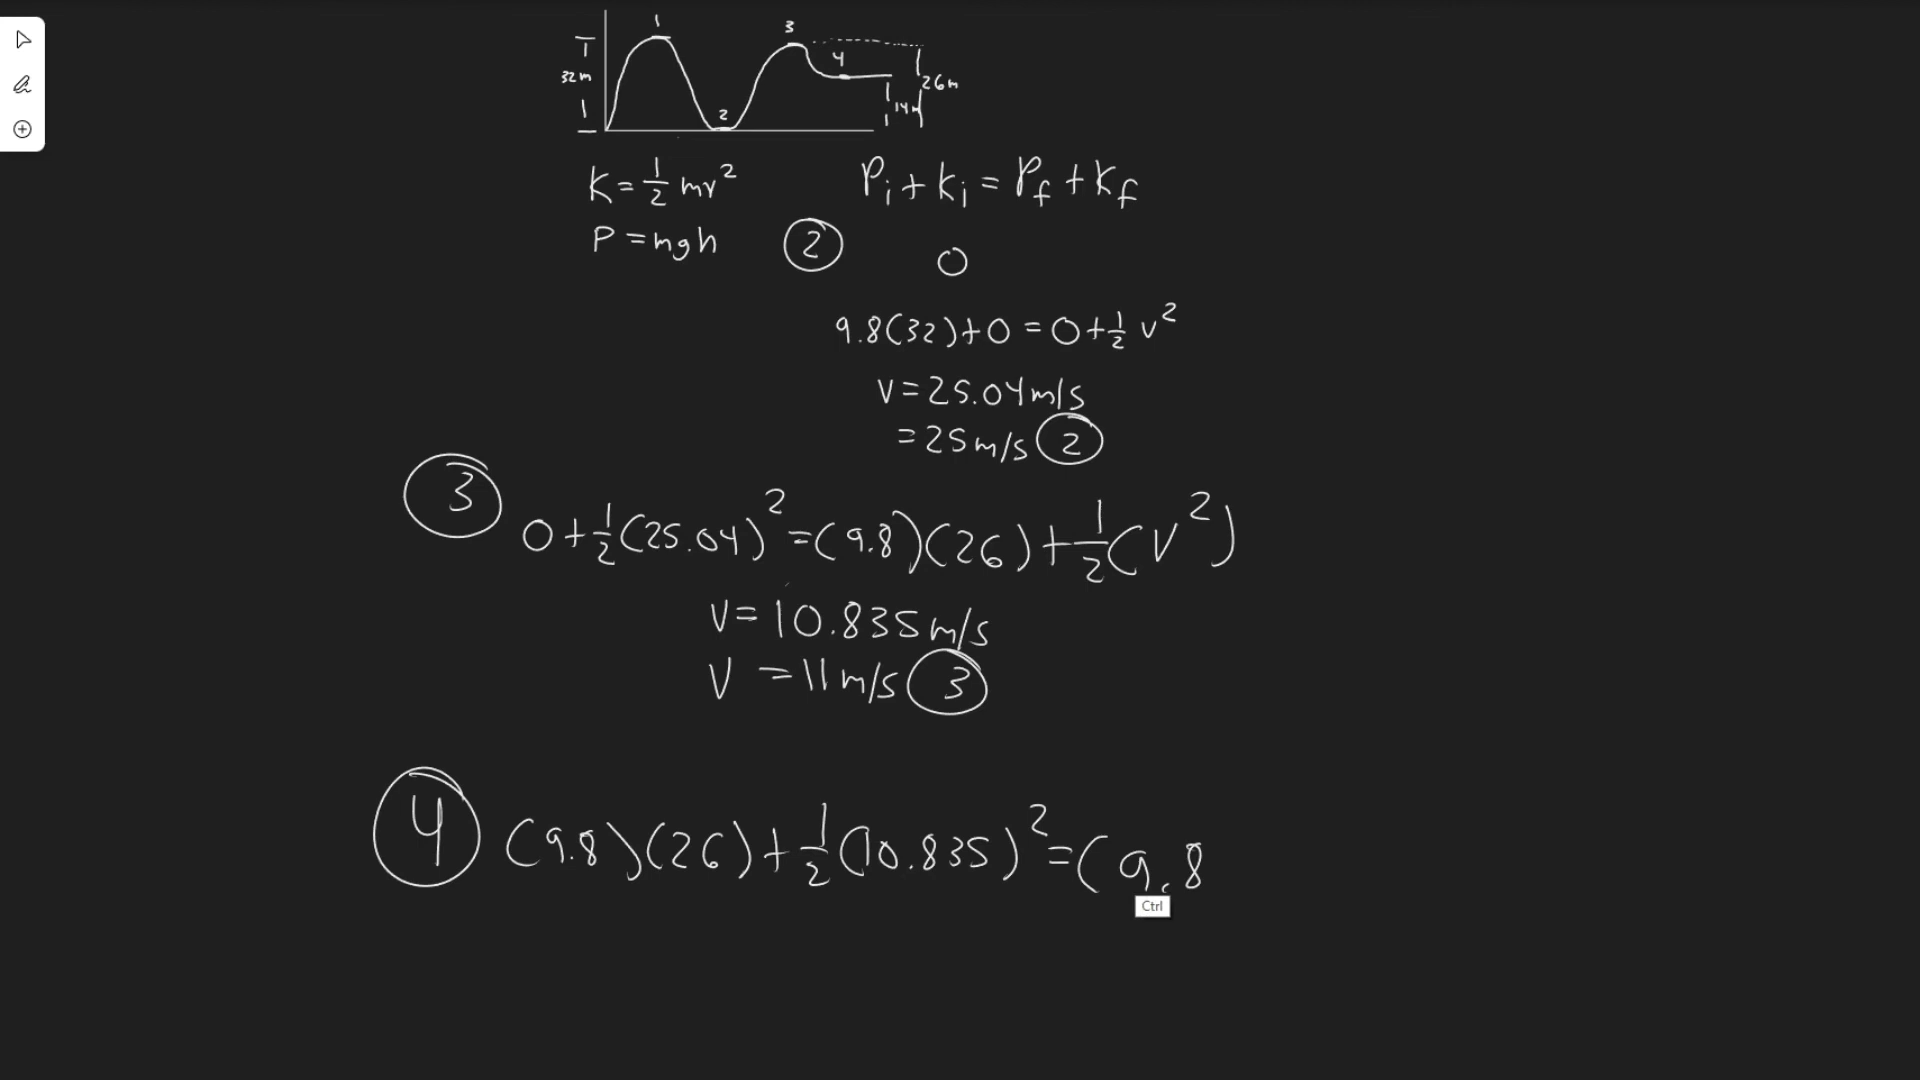 1
3
4
32m
26m
2
14m
K = 1/2 mv²
Pi + Ki = Pf + Kf
P = mgh
2
0
9.8(32) + 0 = 0 + 1/2 v²
V = 25.04 m/s
= 25 m/s 2
3
0 + 1/2 (25.04)² = (9.8)(26) + 1/2 (V²)
V = 10.835 m/s
V = 11 m/s 3
4 (9.8)(26) + 1/2 (10.835)² = (9.8
Ctrl